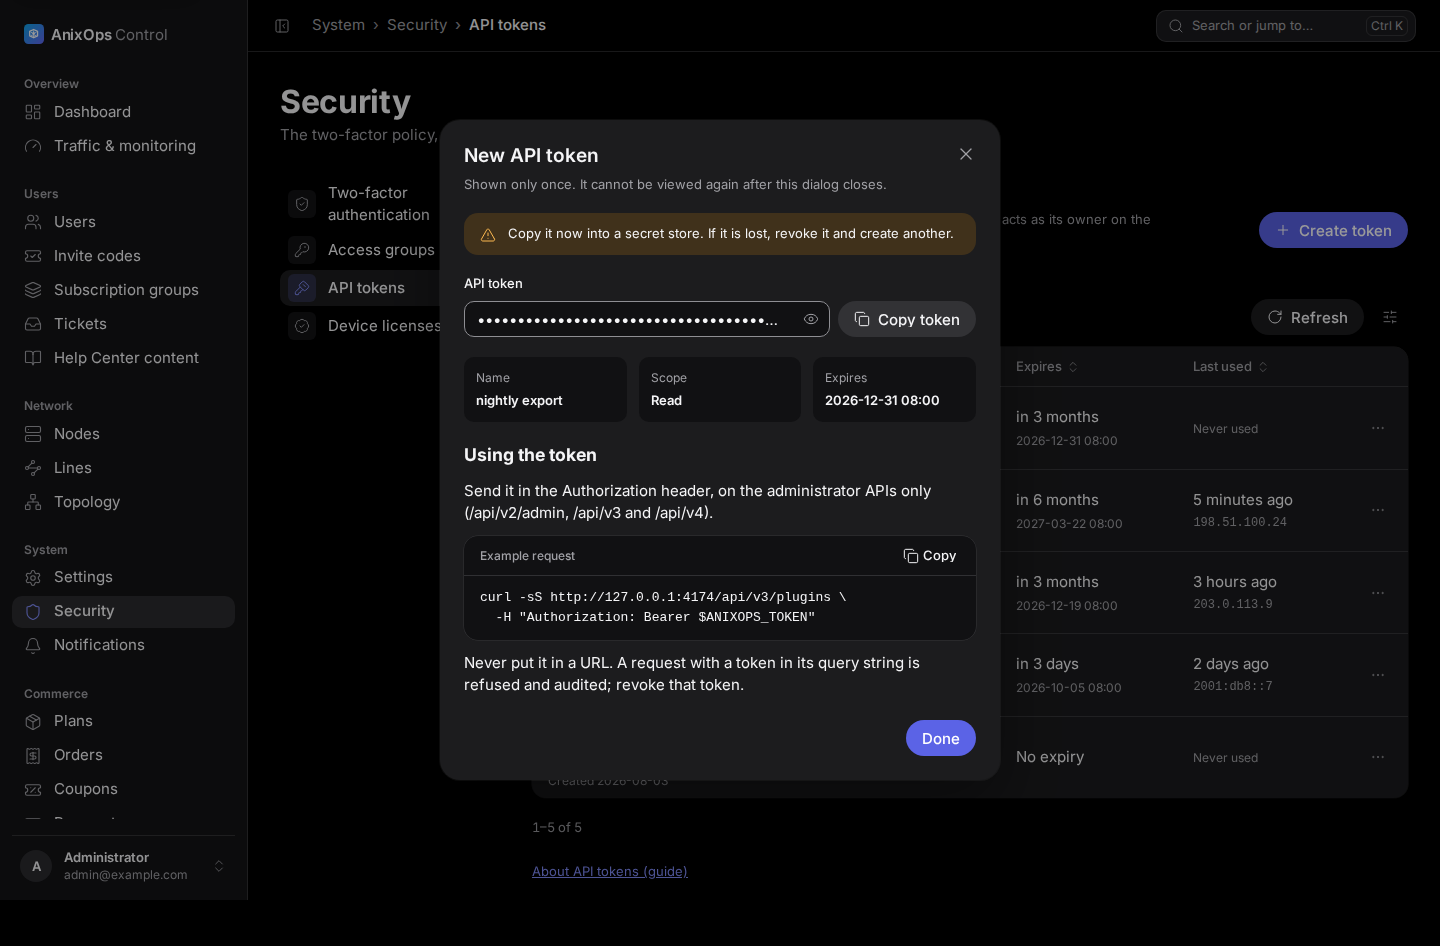 AnixOps Control
System › Security › API tokens
Search or jump to...
Ctrl K
Overview
Dashboard
Traffic & monitoring
Users
Users
Invite codes
Subscription groups
Tickets
Help Center content
Network
Nodes
Lines
Topology
System
Settings
Security
Notifications
Commerce
Plans
Orders
Coupons
A
Administrator
admin@example.com
Security
The two-factor policy,
Two-factor
authentication
Access groups
API tokens
Device licenses
acts as its owner on the
Create token
Refresh
Expires
Last used
in 3 months
2026-12-31 08:00
Never used
in 6 months
2027-03-22 08:00
5 minutes ago
198.51.100.24
in 3 months
2026-12-19 08:00
3 hours ago
203.0.113.9
in 3 days
2026-10-05 08:00
2 days ago
2001:db8::7
No expiry
Never used
Created 2026-08-03
1–5 of 5
About API tokens (guide)
New API token
Shown only once. It cannot be viewed again after this dialog closes.
Copy it now into a secret store. If it is lost, revoke it and create another.
API token
Copy token
Name
nightly export
Scope
Read
Expires
2026-12-31 08:00
Using the token
Send it in the Authorization header, on the administrator APIs only
(/api/v2/admin, /api/v3 and /api/v4).
Example request
Copy
curl -sS http://127.0.0.1:4174/api/v3/plugins \
-H "Authorization: Bearer $ANIXOPS_TOKEN"
Never put it in a URL. A request with a token in its query string is
refused and audited; revoke that token.
Done